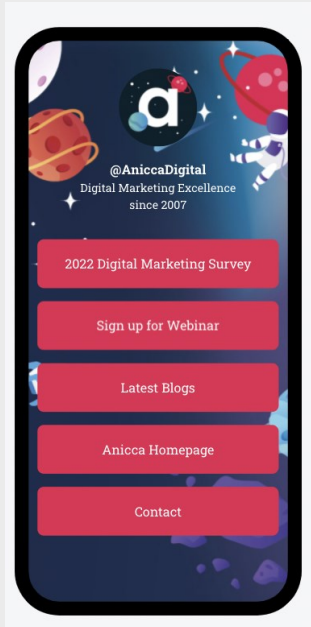 a
@AniccaDigital
Digital Marketing Excellence
since 2007
2022 Digital Marketing Survey
Sign up for Webinar
Latest Blogs
Anicca Homepage
Contact